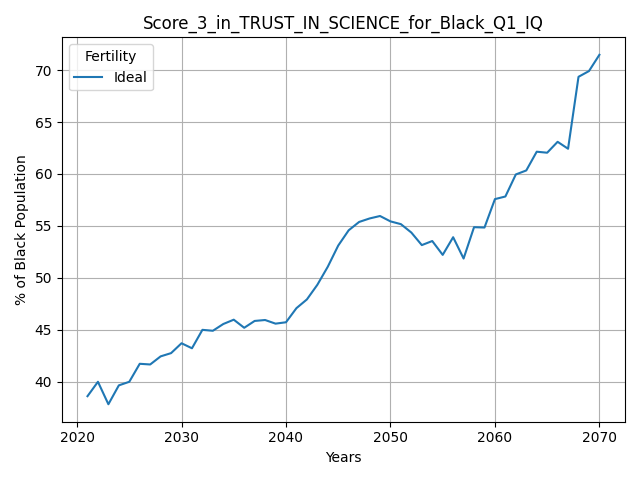 Score_3_in_TRUST_IN_SCIENCE_for_Black_Q1_IQ
Fertility
Ideal
% of Black Population
70
65
60
55
50
45
40
2020 2030 2040 2050 2060 2070
Years